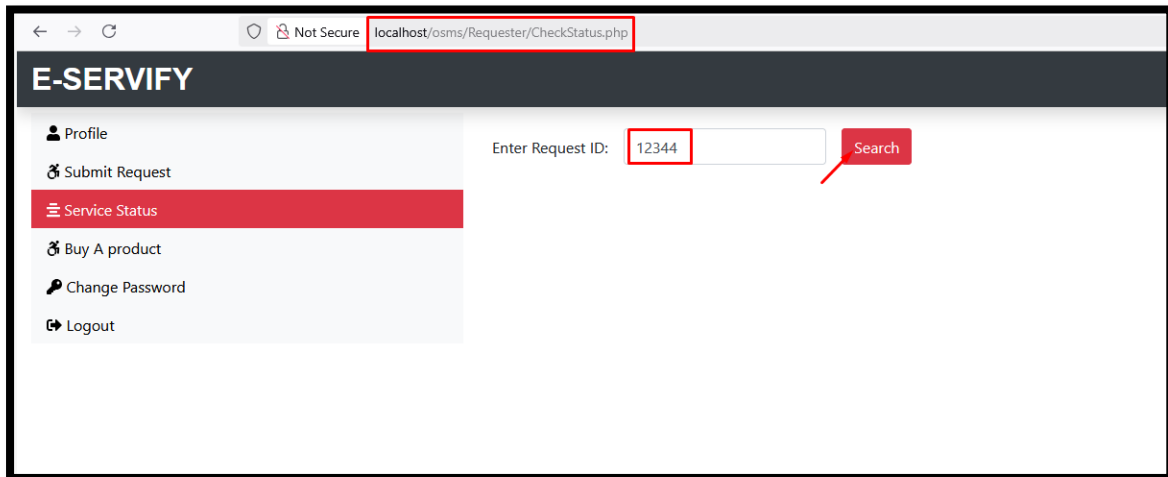 Not Secure localhost/osms/Requester/CheckStatus.php
E-SERVIFY
Profile
Submit Request
Service Status
Buy A product
Change Password
Logout
Enter Request ID: 12344 Search